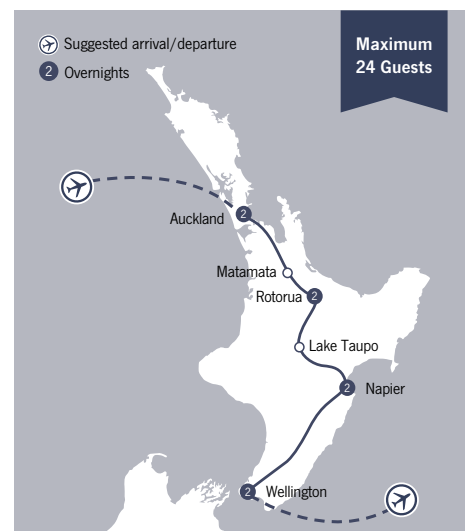 Suggested arrival/departure
2 Overnights
Maximum
24 Guests
Auckland 2
Matamata
Rotorua 2
Lake Taupo
2 Napier
2 Wellington